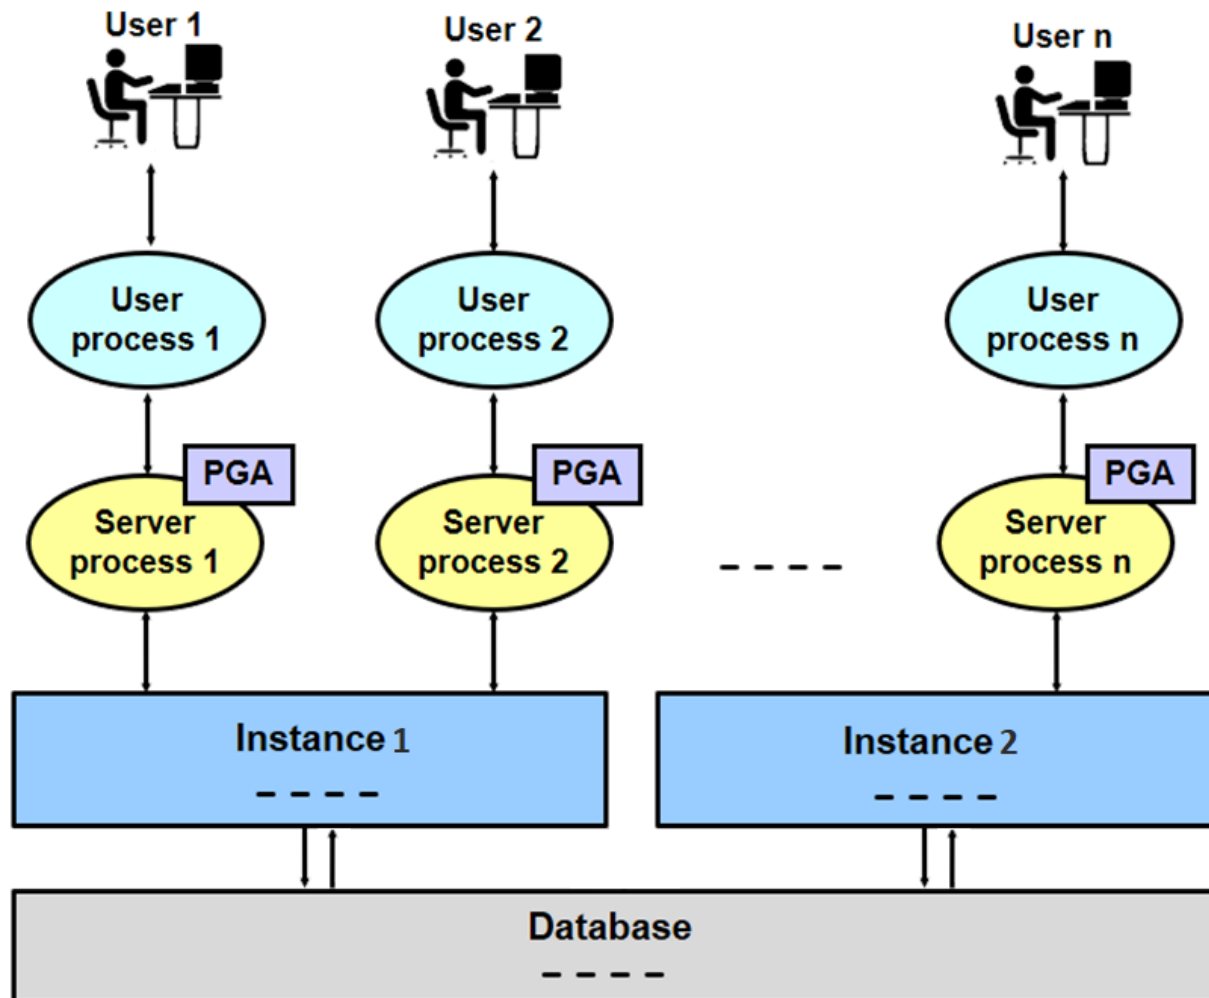 User 1
User 2
User n
User
process 1
User
process 2
User
process n
PGA
PGA
PGA
Server
process 1
Server
process 2
Server
process n
- - - -
Instance 1
- - - -
Instance 2
- - - -
Database
- - - -